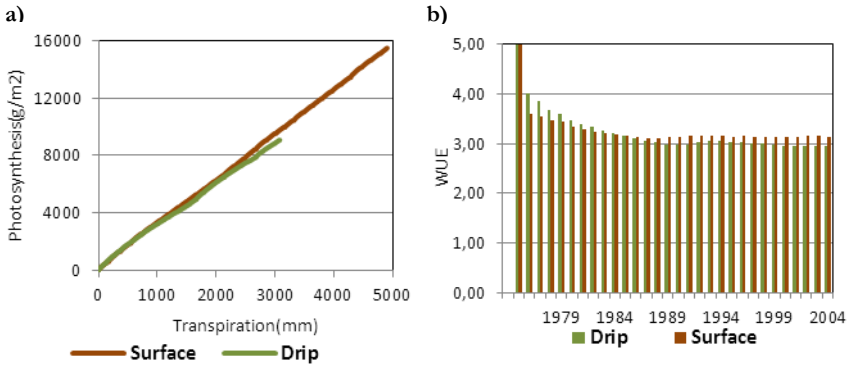 a)
16000
12000
8000
4000
0
Photosynthesis(g/m2)
0 1000 2000 3000 4000 5000
Transpiration(mm)
Surface Drip
b)
5,00
4,00
3,00
2,00
1,00
0,00
WUE
1979 1984 1989 1994 1999 2004
Drip Surface